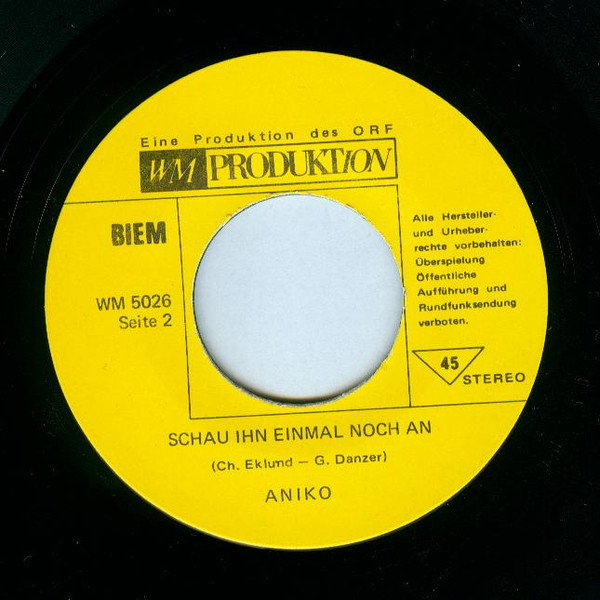 Eine Produktion des ORF
WM PRODUKTION
BIEM
WM 5026
Seite 2
Alle Hersteller-
und Urheber-
rechte vorbehalten:
Überspielung
Öffentliche
Aufführung und
Rundfunksendung
verboten.
45
STEREO
SCHAU IHN EINMAL NOCH AN
(Ch. Eklund – G. Danzer)
ANIKO